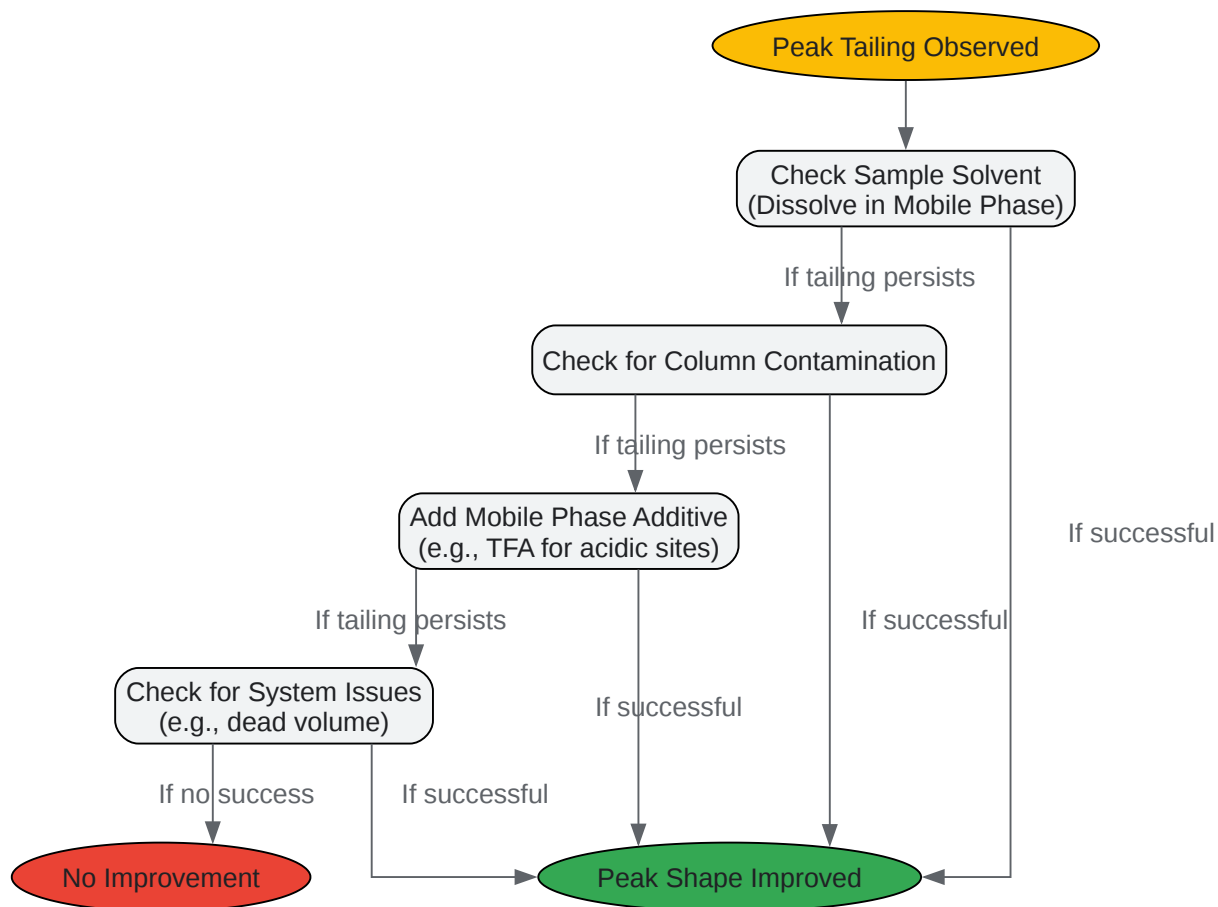 Peak Tailing Observed
Check Sample Solvent
(Dissolve in Mobile Phase)
If tailing persists
Check for Column Contamination
If tailing persists
Add Mobile Phase Additive
(e.g., TFA for acidic sites)
If successful
If tailing persists
If successful
Check for System Issues
(e.g., dead volume)
If successful
If no success
If successful
No Improvement
Peak Shape Improved